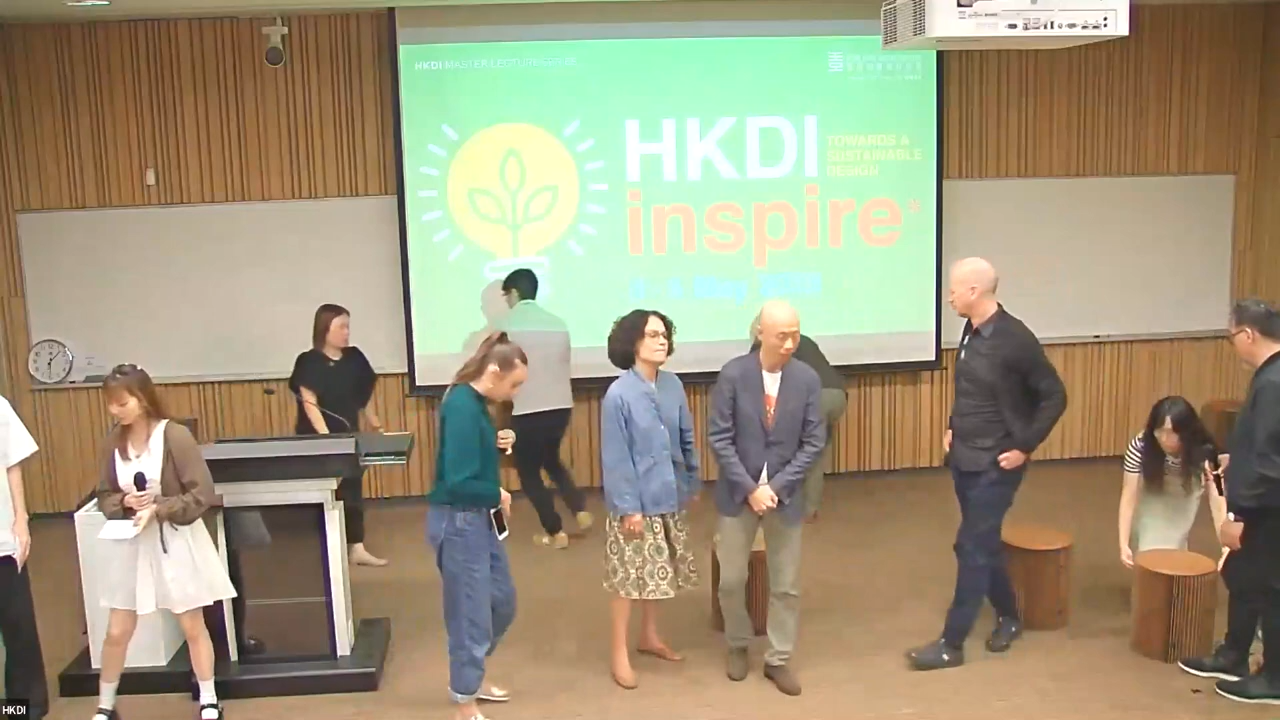 HKDI MASTER LECTURE SERIES
HKDI
TOWARDS A
SUSTAINABLE
DESIGN
inspire*
HKDI